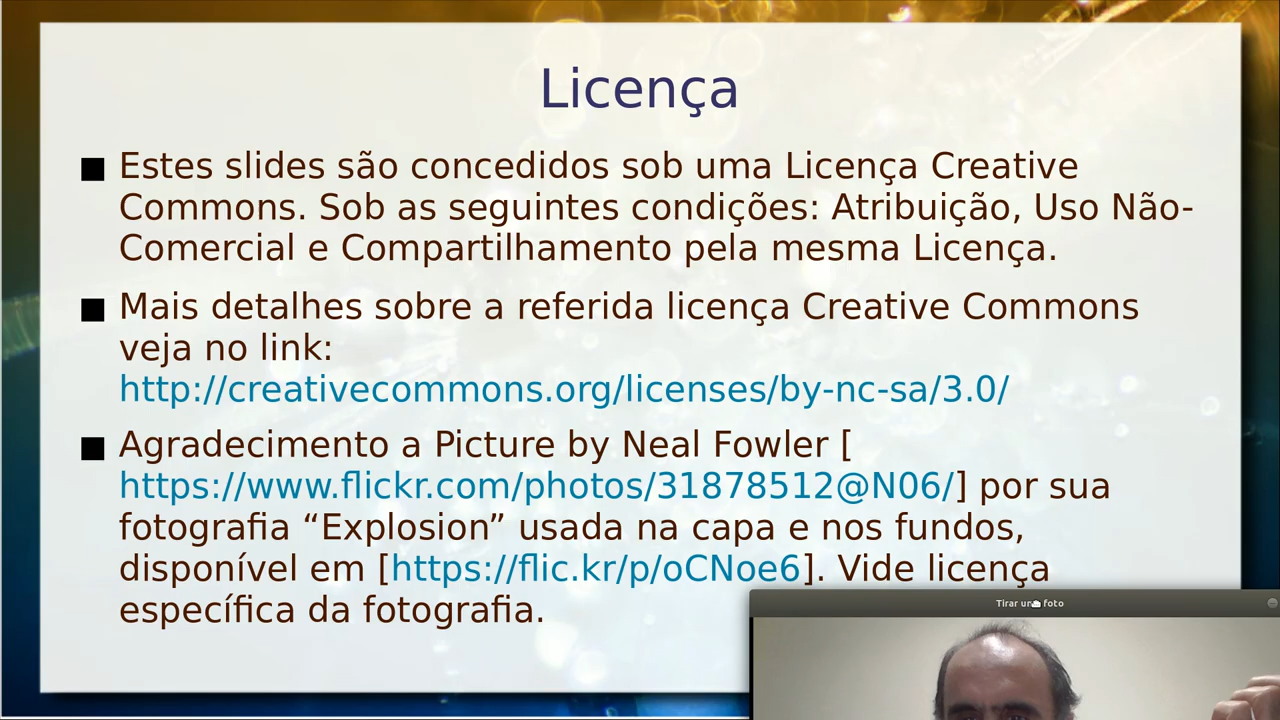 Licença
Estes slides são concedidos sob uma Licença Creative
Commons. Sob as seguintes condições: Atribuição, Uso Não-
Comercial e Compartilhamento pela mesma Licença.
Mais detalhes sobre a referida licença Creative Commons
veja no link:
http://creativecommons.org/licenses/by-nc-sa/3.0/
Agradecimento a Picture by Neal Fowler [
https://www.flickr.com/photos/31878512@N06/] por sua
fotografia “Explosion” usada na capa e nos fundos,
disponível em [https://flic.kr/p/oCNoe6]. Vide licença
específica da fotografia.
Tirar foto